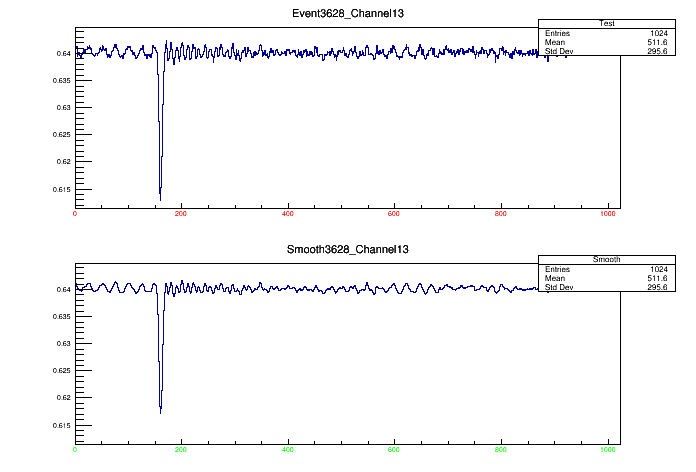 Event3628_Channel13
Test
Entries 1024
Mean 511.6
Std Dev 295.6
0.64
0.635
0.63
0.625
0.62
0.615
0 200 400 600 800 1000
Smooth3628_Channel13
Smooth
Entries 1024
Mean 511.6
Std Dev 295.6
0.64
0.635
0.63
0.625
0.62
0.615
0 200 400 600 800 1000